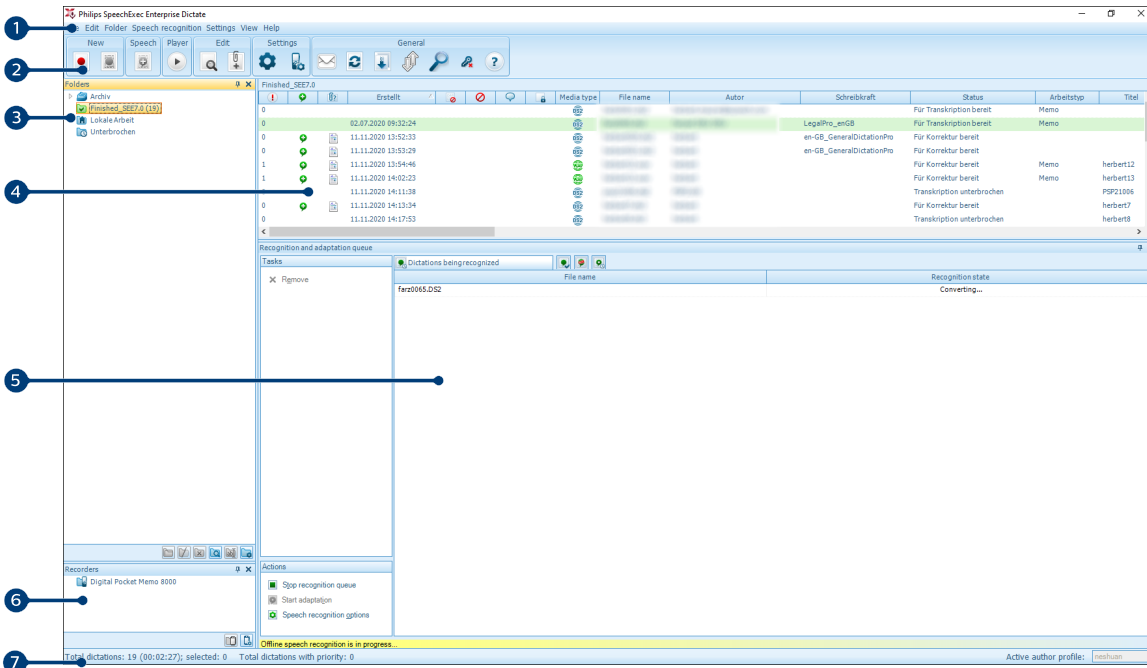 Philips SpeechExec Enterprise Dictate
1
Edit Folder Speech recognition Settings View Help
New Speech Player Edit Settings General
2
Folders
Archiv
Finished_SEE7.0 (19)
3
Lokale Arbeit
Unterbrochen
Finished_SEE7.0
Erstellt Media type File name Autor Schreibkraft Status Arbeitstyp Titel
0 DS2 Für Transkription bereit Memo
0 02.07.2020 09:32:24 LegalPro_enGB Für Transkription bereit Memo
0 11.11.2020 13:52:33 DS2 en-GB_GeneralDictationPro Für Korrektur bereit
0 11.11.2020 13:53:29 DS2 en-GB_GeneralDictationPro Für Korrektur bereit
1 11.11.2020 13:54:46 Für Korrektur bereit Memo herbert12
1 11.11.2020 14:02:23 Für Korrektur bereit Memo herbert13
4
11.11.2020 14:11:38 DS2 Transkription unterbrochen PSP21006
0 11.11.2020 14:13:34 DS2 Für Korrektur bereit herbert7
0 11.11.2020 14:17:53 DS2 Transkription unterbrochen herbert8
Recognition and adaptation queue
Tasks
Remove
Dictations being recognized
File name Recognition state
farz0065.DS2 Converting...
5
Recorders
Digital Pocket Memo 8000
6
Actions
Stop recognition queue
Start adaptation
Speech recognition options
Offline speech recognition is in progress...
7
Total dictations: 19 (00:02:27); selected: 0 Total dictations with priority: 0
Active author profile: neshuan